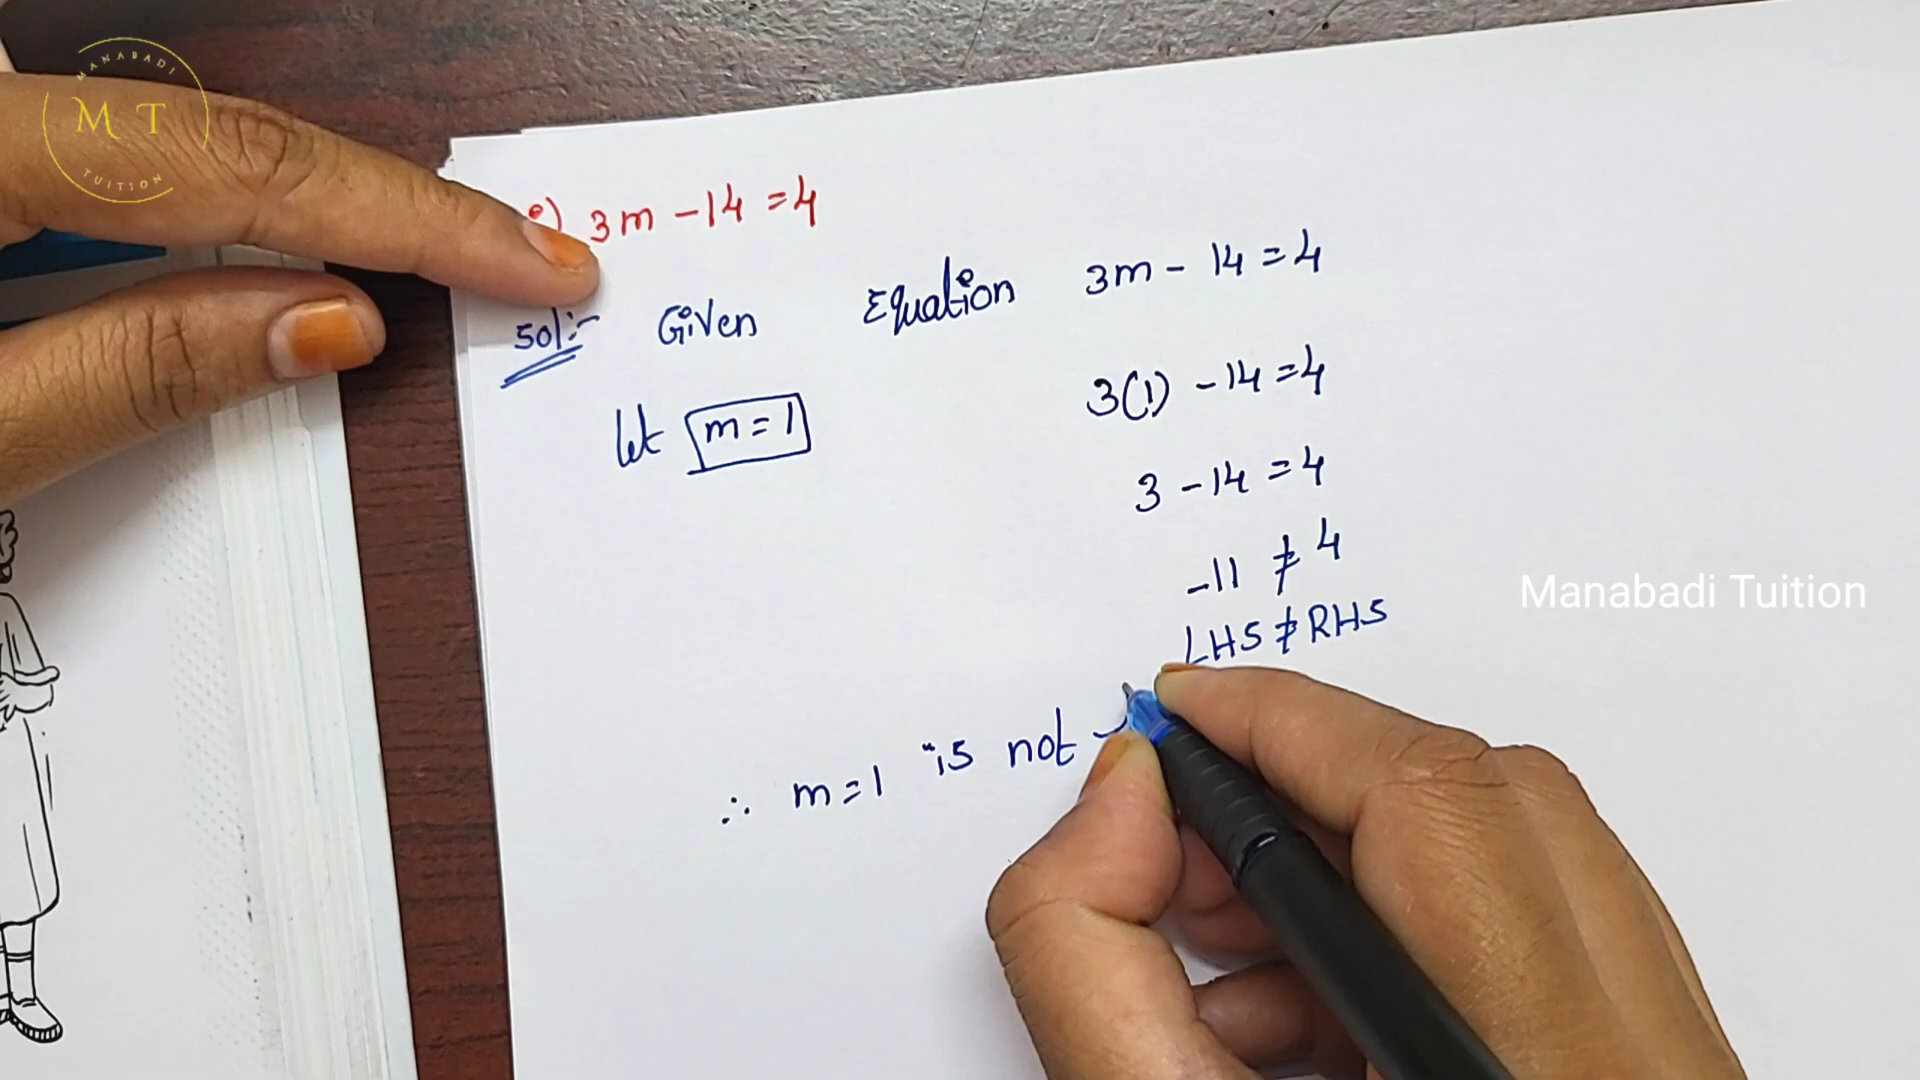 MANABADI
M T
TUITION
) 3m - 14 = 4
Sol:- Given Equation 3m - 14 = 4
let m = 1
3(1) - 14 = 4
3 - 14 = 4
-11 ≠ 4
LHS ≠ RHS
∴ m = 1 is not
Manabadi Tuition